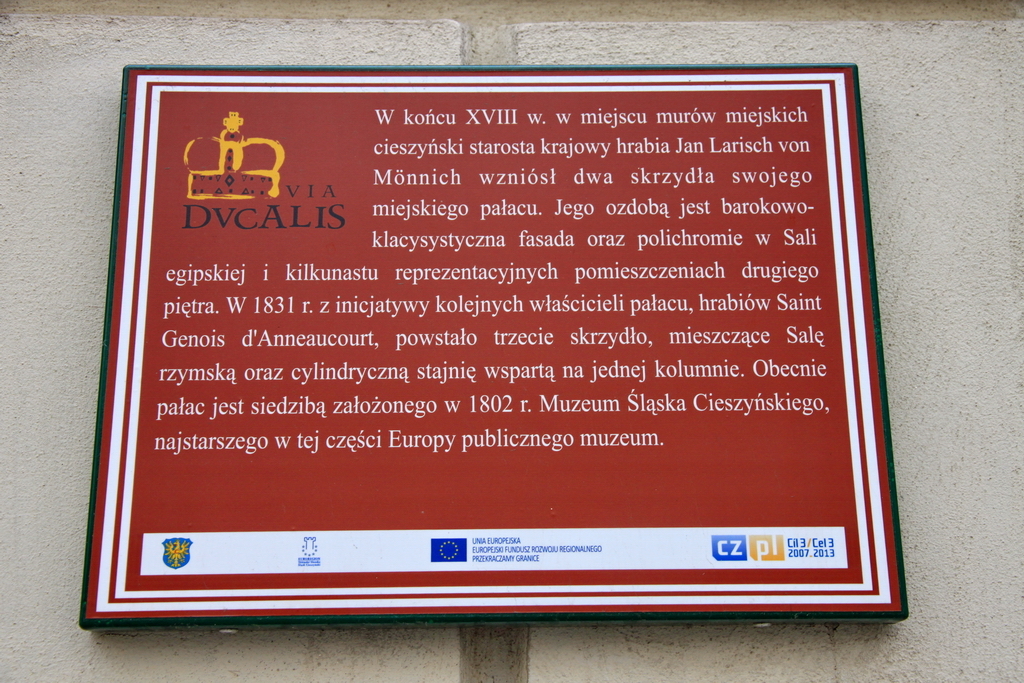 VIA
DVCALIS
W końcu XVIII w. w miejscu murów miejskich
cieszyński starosta krajowy hrabia Jan Larisch von
Mönnich wzniósł dwa skrzydła swojego
miejskiego pałacu. Jego ozdobą jest barokowo-
klacysystyczna fasada oraz polichromie w Sali
egipskiej i kilkunastu reprezentacyjnych pomieszczeniach drugiego
piętra. W 1831 r. z inicjatywy kolejnych właścicieli pałacu, hrabiów Saint
Genois d'Anneaucourt, powstało trzecie skrzydło, mieszczące Salę
rzymską oraz cylindryczną stajnię wspartą na jednej kolumnie. Obecnie
pałac jest siedzibą założonego w 1802 r. Muzeum Śląska Cieszyńskiego,
najstarszego w tej części Europy publicznego muzeum.
UNIA EUROPEJSKA
EUROPEJSKI FUNDUSZ ROZWOJU REGIONALNEGO
PRZEKRACZAMY GRANICE
cz pl
Cíl 3 / Cel 3
2007.2013